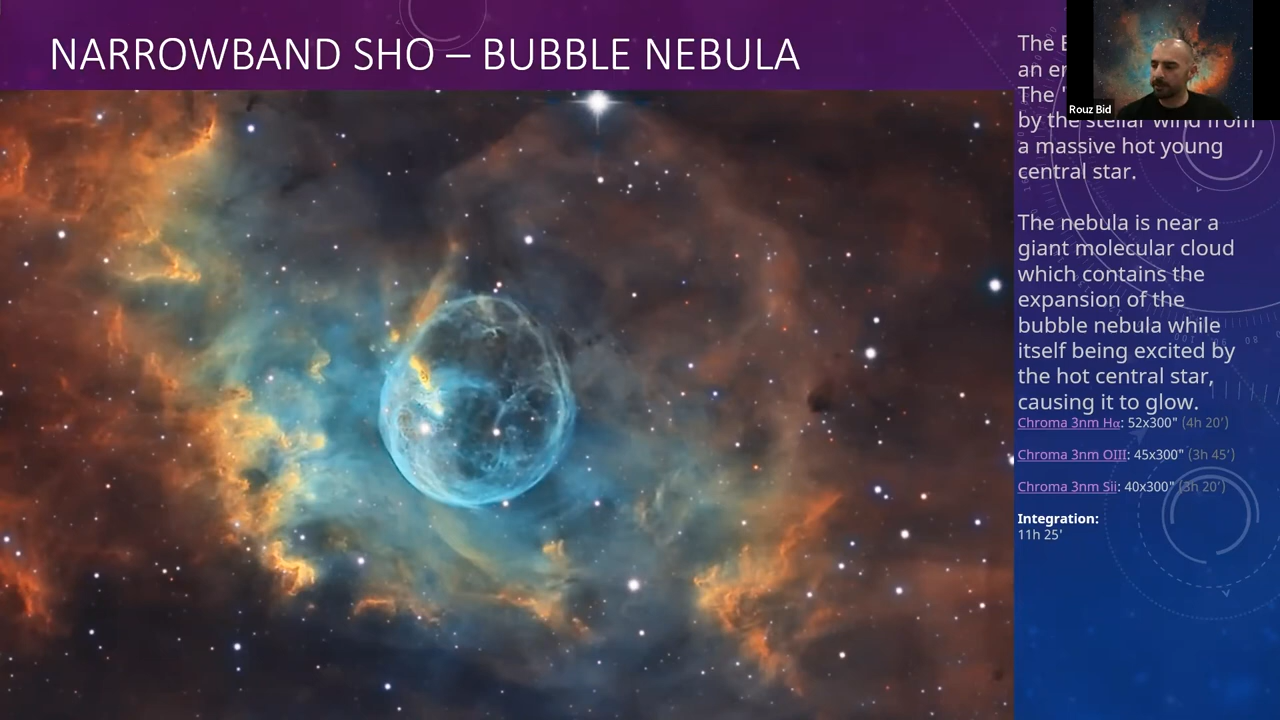 NARROWBAND SHO – BUBBLE NEBULA
The
an
The
Rouz Bid
by the stellar wind from
a massive hot young
central star.
The nebula is near a
giant molecular cloud
which contains the
expansion of the
bubble nebula while
itself being excited by
the hot central star,
causing it to glow.
Chroma 3nm Hα: 52x300" (4h 20′)
Chroma 3nm OIII: 45x300" (3h 45′)
Chroma 3nm Sii: 40x300" (3h 20′)
Integration:
11h 25'